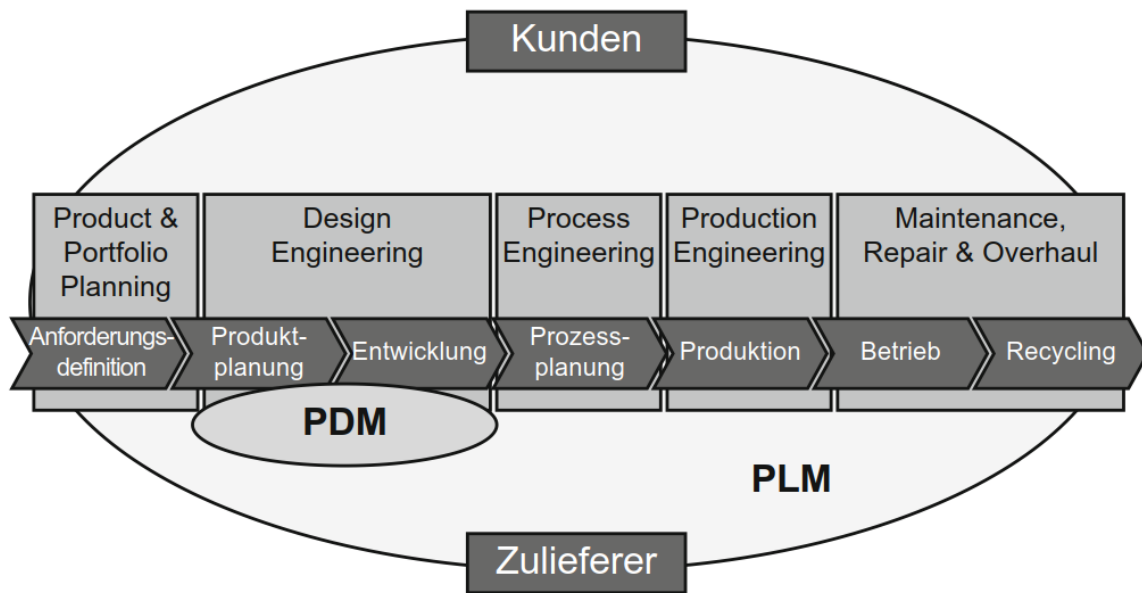 Kunden
Product &
Portfolio
Planning
Design
Engineering
Process
Engineering
Production
Engineering
Maintenance,
Repair & Overhaul
Anforderungs-
definition
Produkt-
planung
Entwicklung
Prozess-
planung
Produktion
Betrieb
Recycling
PDM
PLM
Zulieferer